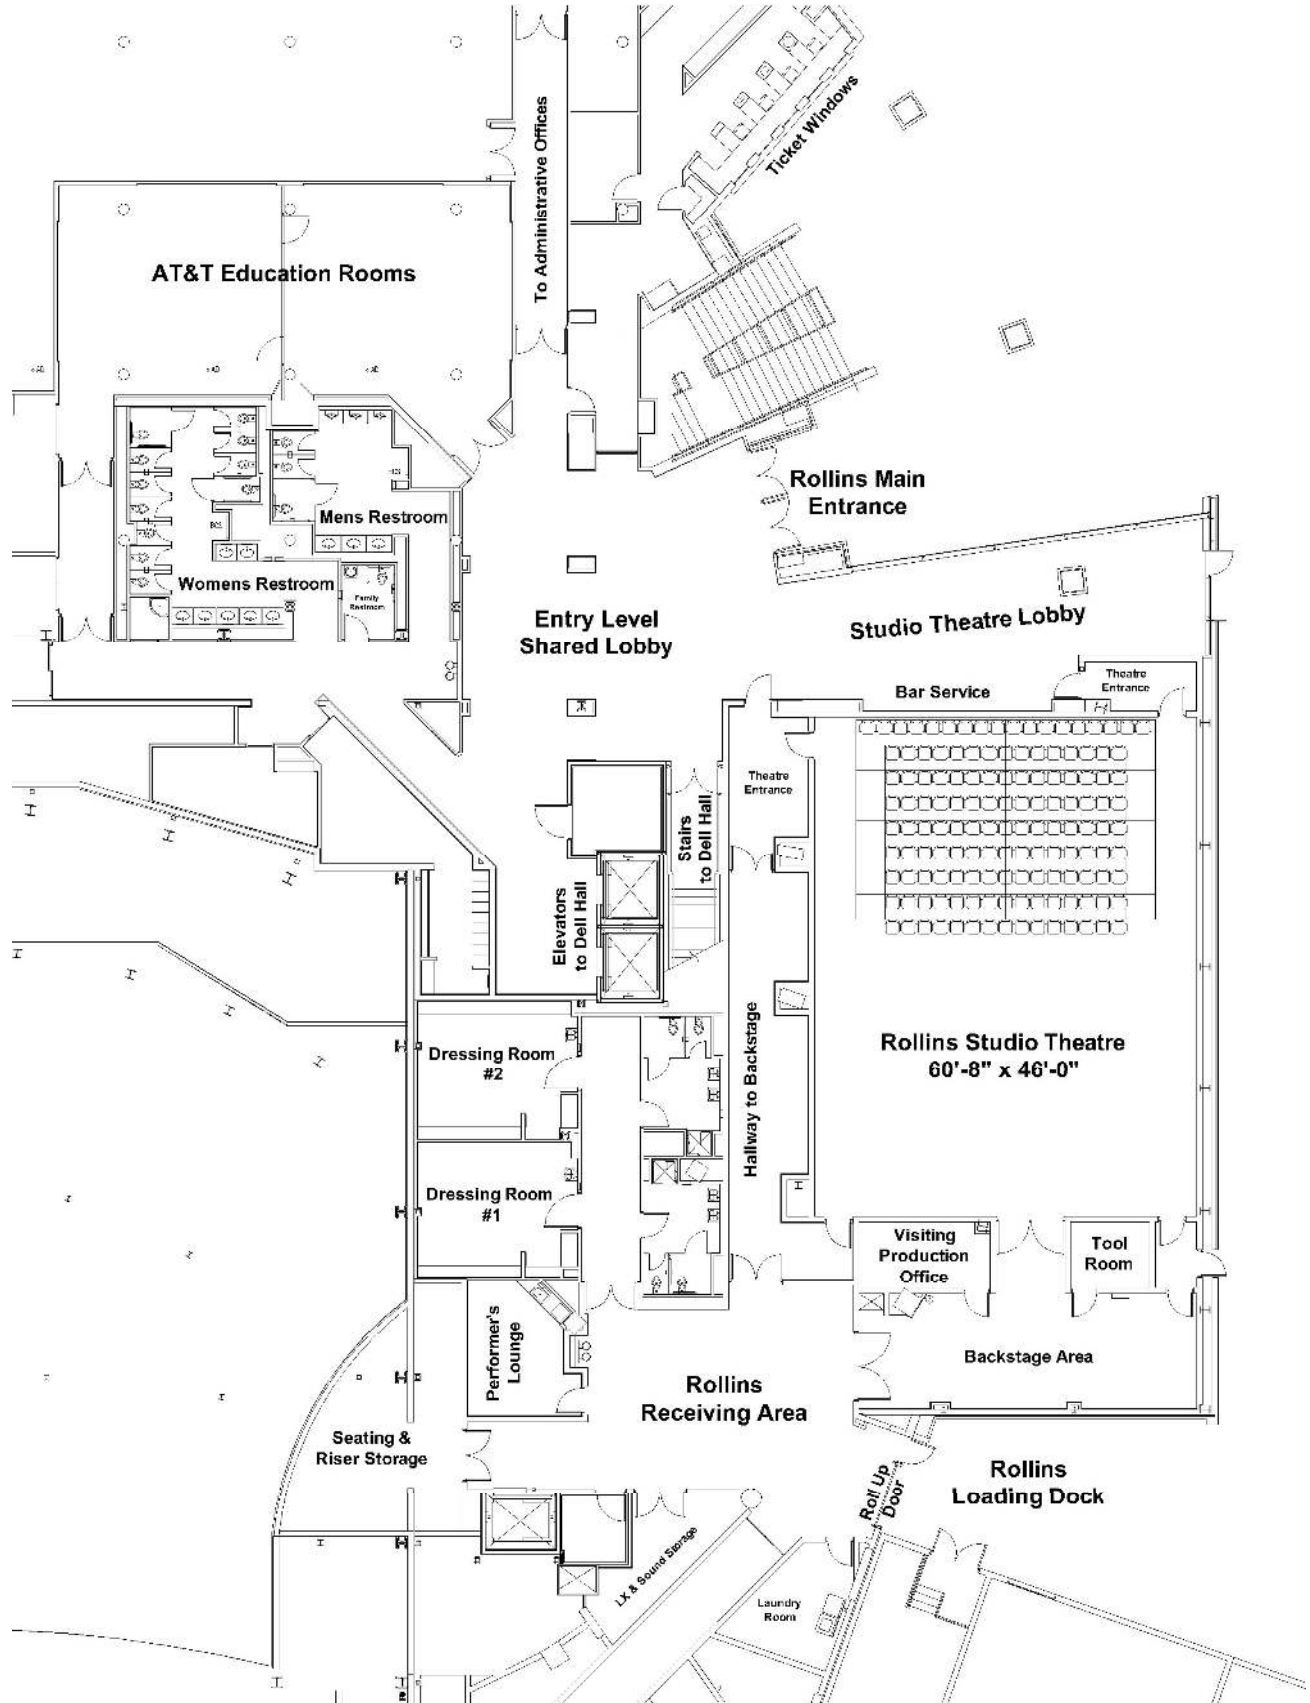 To Administrative Offices
Ticket Windows
AT&T Education Rooms
Rollins Main
Entrance
Mens Restroom
Womens Restroom
Family
Restroom
Entry Level
Shared Lobby
Studio Theatre Lobby
Bar Service
Theatre
Entrance
Theatre
Entrance
Stairs
to Dell Hall
Elevators
to Dell Hall
Rollins Studio Theatre
60'-8" x 46'-0"
Dressing Room
#2
Hallway to Backstage
Dressing Room
#1
Visiting
Production
Office
Tool
Room
Performer's
Lounge
Backstage Area
Rollins
Receiving Area
Seating &
Riser Storage
Roll Up
Door
Rollins
Loading Dock
LX & Sound Storage
Laundry
Room